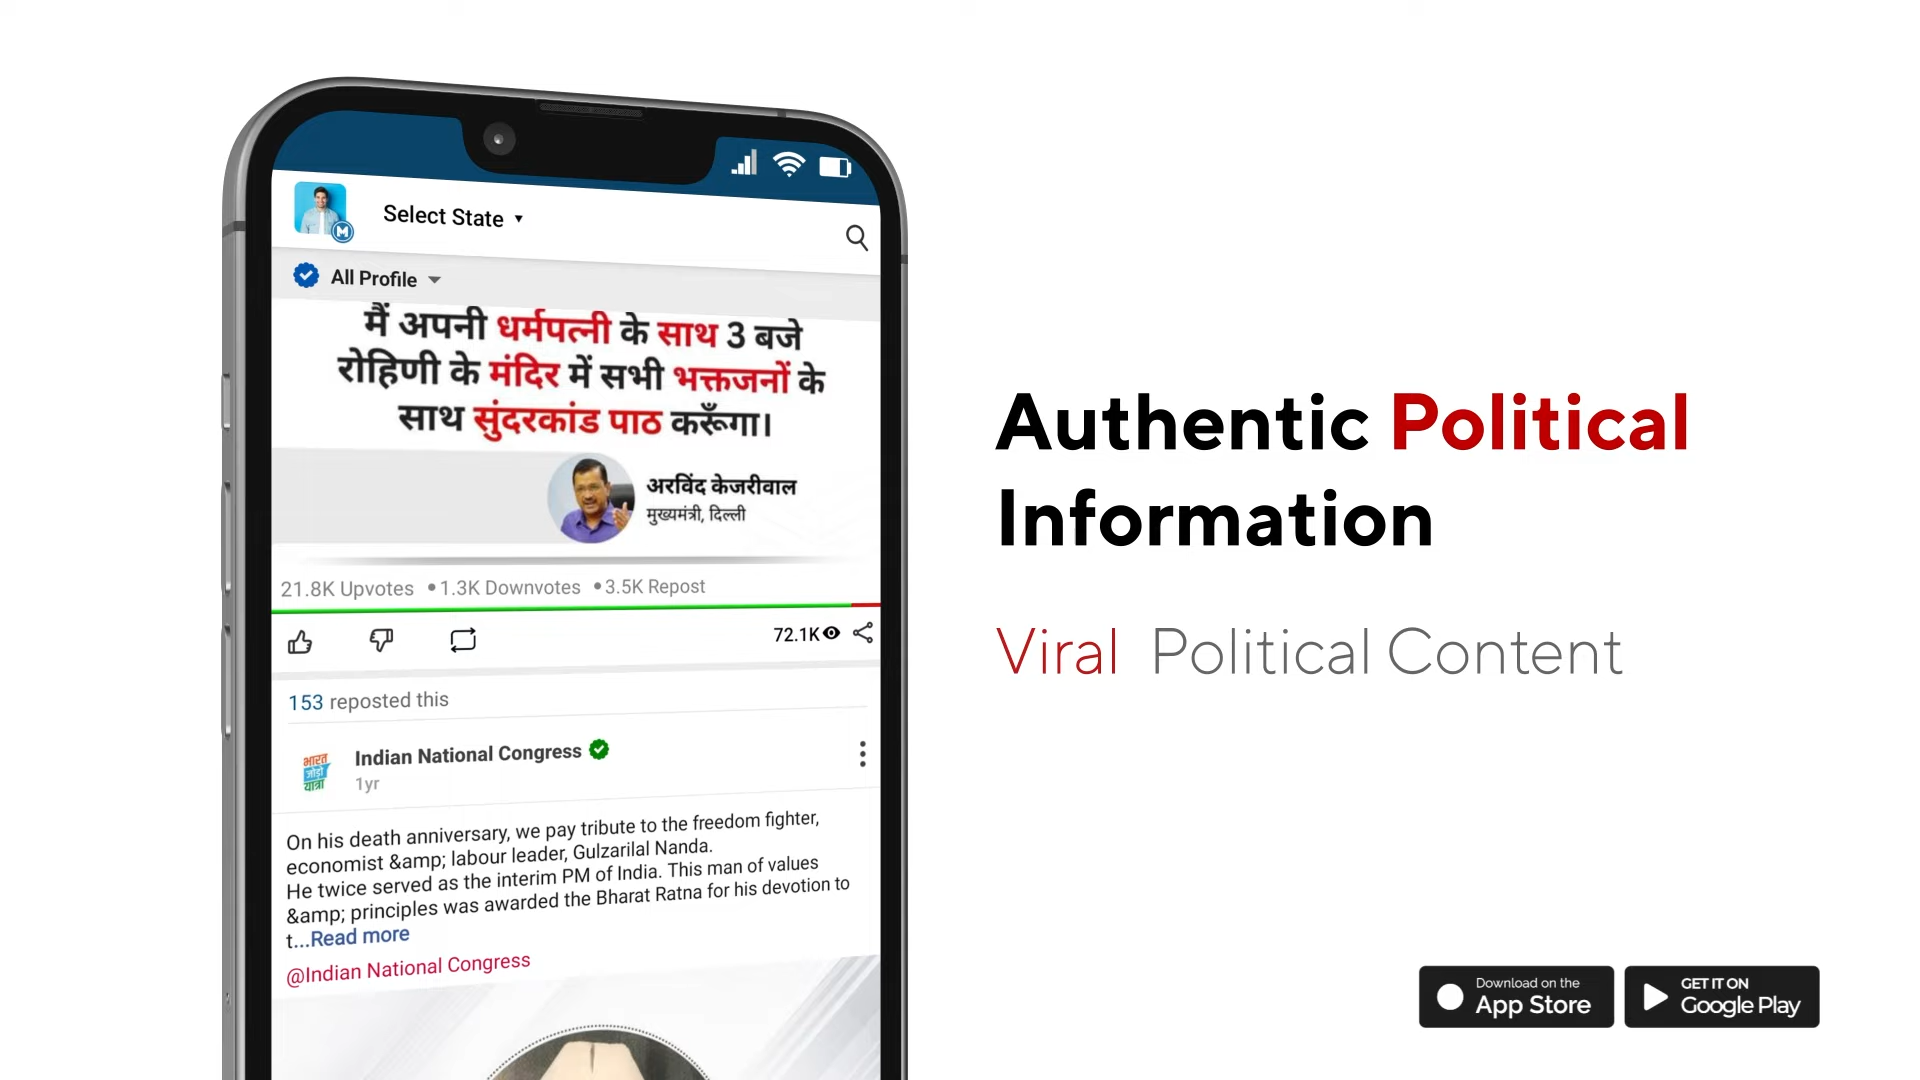 Select State
All Profile
मैं अपनी धर्मपत्नी के साथ 3 बजे
रोहिणी के मंदिर में सभी भक्तजनों के
साथ सुंदरकांड पाठ करूँगा।
अरविंद केजरीवाल
मुख्यमंत्री, दिल्ली
21.8K Upvotes • 1.3K Downvotes • 3.5K Repost
72.1K
153 reposted this
Indian National Congress
1yr
भारत
जोड़ो
यात्रा
On his death anniversary, we pay tribute to the freedom fighter,
economist &amp; labour leader, Gulzarilal Nanda.
He twice served as the interim PM of India. This man of values
&amp; principles was awarded the Bharat Ratna for his devotion to
t...Read more
@Indian National Congress
Authentic Political
Information
Viral Political Content
Download on the
App Store
GET IT ON
Google Play